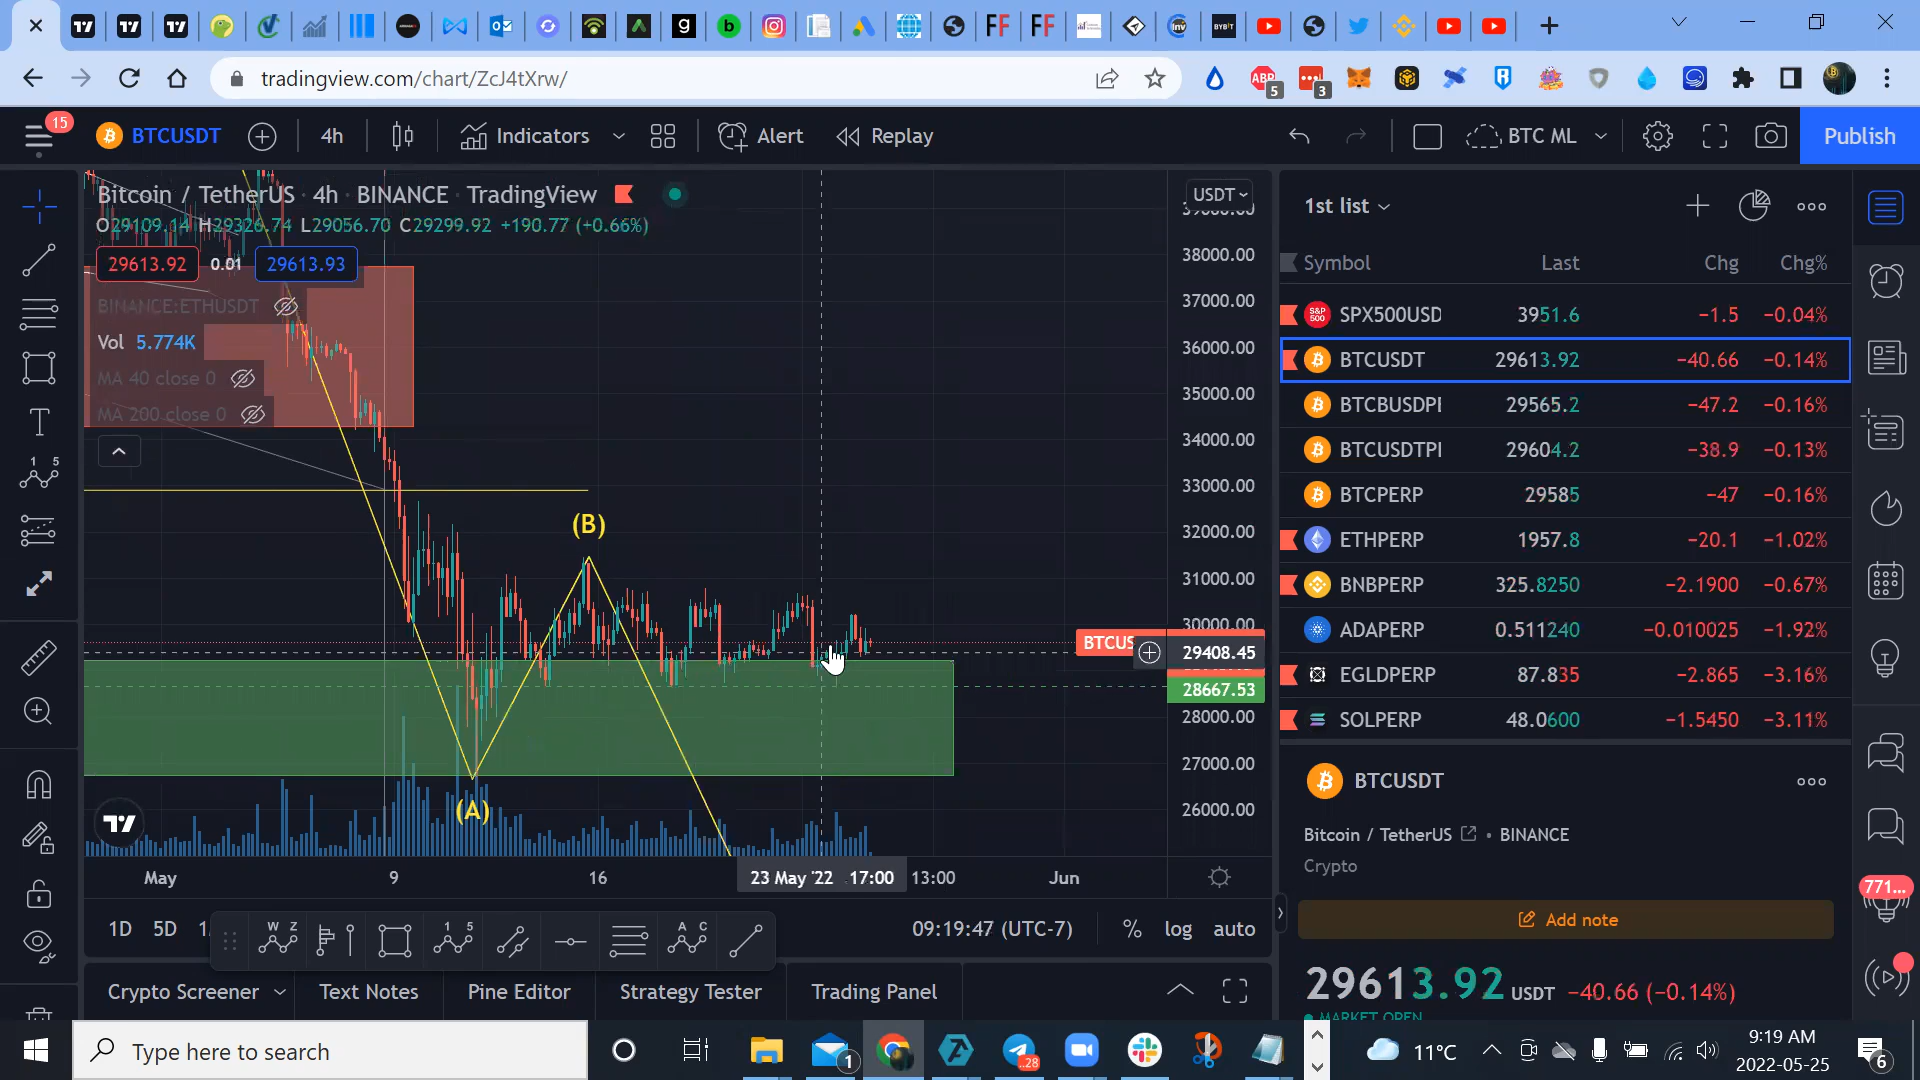 tradingview.com/chart/ZcJ4tXrw/
ABP
5
3
BYBIT
FF
FF
15
BTCUSDT
4h
Indicators
Alert
Replay
BTC ML
Publish
Bitcoin / TetherUS · 4h · BINANCE · TradingView
O29109.14 H29326.74 L29056.70 C29299.92 +190.77 (+0.66%)
29613.92
0.01
29613.93
BINANCE:ETHUSDT
Vol 5.774K
MA 40 close 0
MA 200 close 0
(B)
(A)
USDT
38000.00
37000.00
36000.00
35000.00
34000.00
33000.00
32000.00
31000.00
30000.00
BTCUS
29408.45
28667.53
28000.00
27000.00
26000.00
May
9
16
23 May '22 17:00
13:00
Jun
1D
5D
09:19:47 (UTC-7)
%
log
auto
Crypto Screener
Text Notes
Pine Editor
Strategy Tester
Trading Panel
1st list
Symbol Last Chg Chg%
SPX500USD 3951.6 −1.5 −0.04%
BTCUSDT 29613.92 −40.66 −0.14%
BTCBUSDPI 29565.2 −47.2 −0.16%
BTCUSDTPI 29604.2 −38.9 −0.13%
BTCPERP 29585 −47 −0.16%
ETHPERP 1957.8 −20.1 −1.02%
BNBPERP 325.8250 −2.1900 −0.67%
ADAPERP 0.511240 −0.010025 −1.92%
EGLDPERP 87.835 −2.865 −3.16%
SOLPERP 48.0600 −1.5450 −3.11%
BTCUSDT
Bitcoin / TetherUS • BINANCE
Crypto
Add note
29613.92 USDT −40.66 (−0.14%)
MARKET OPEN
771...
Type here to search
1
28
11°C
9:19 AM
2022-05-25
6